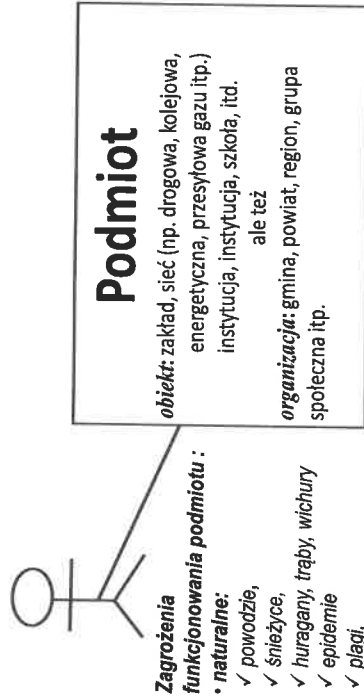 Podmiot
obiekt: zakład, sieć (np. drogowa, kolejowa,
energetyczna, przesyłowa gazu itp.)
instytucja, instytucja, szkoła, itd.
ale też
organizacja: gmina, powiat, region, grupa
społeczna itp.
Zagrożenia
funkcjonowania podmiotu :
• naturalne:
✓ powodzie,
✓ śnieżyce,
✓ huragany, trąby, wichury
✓ epidemie
✓ plagi,